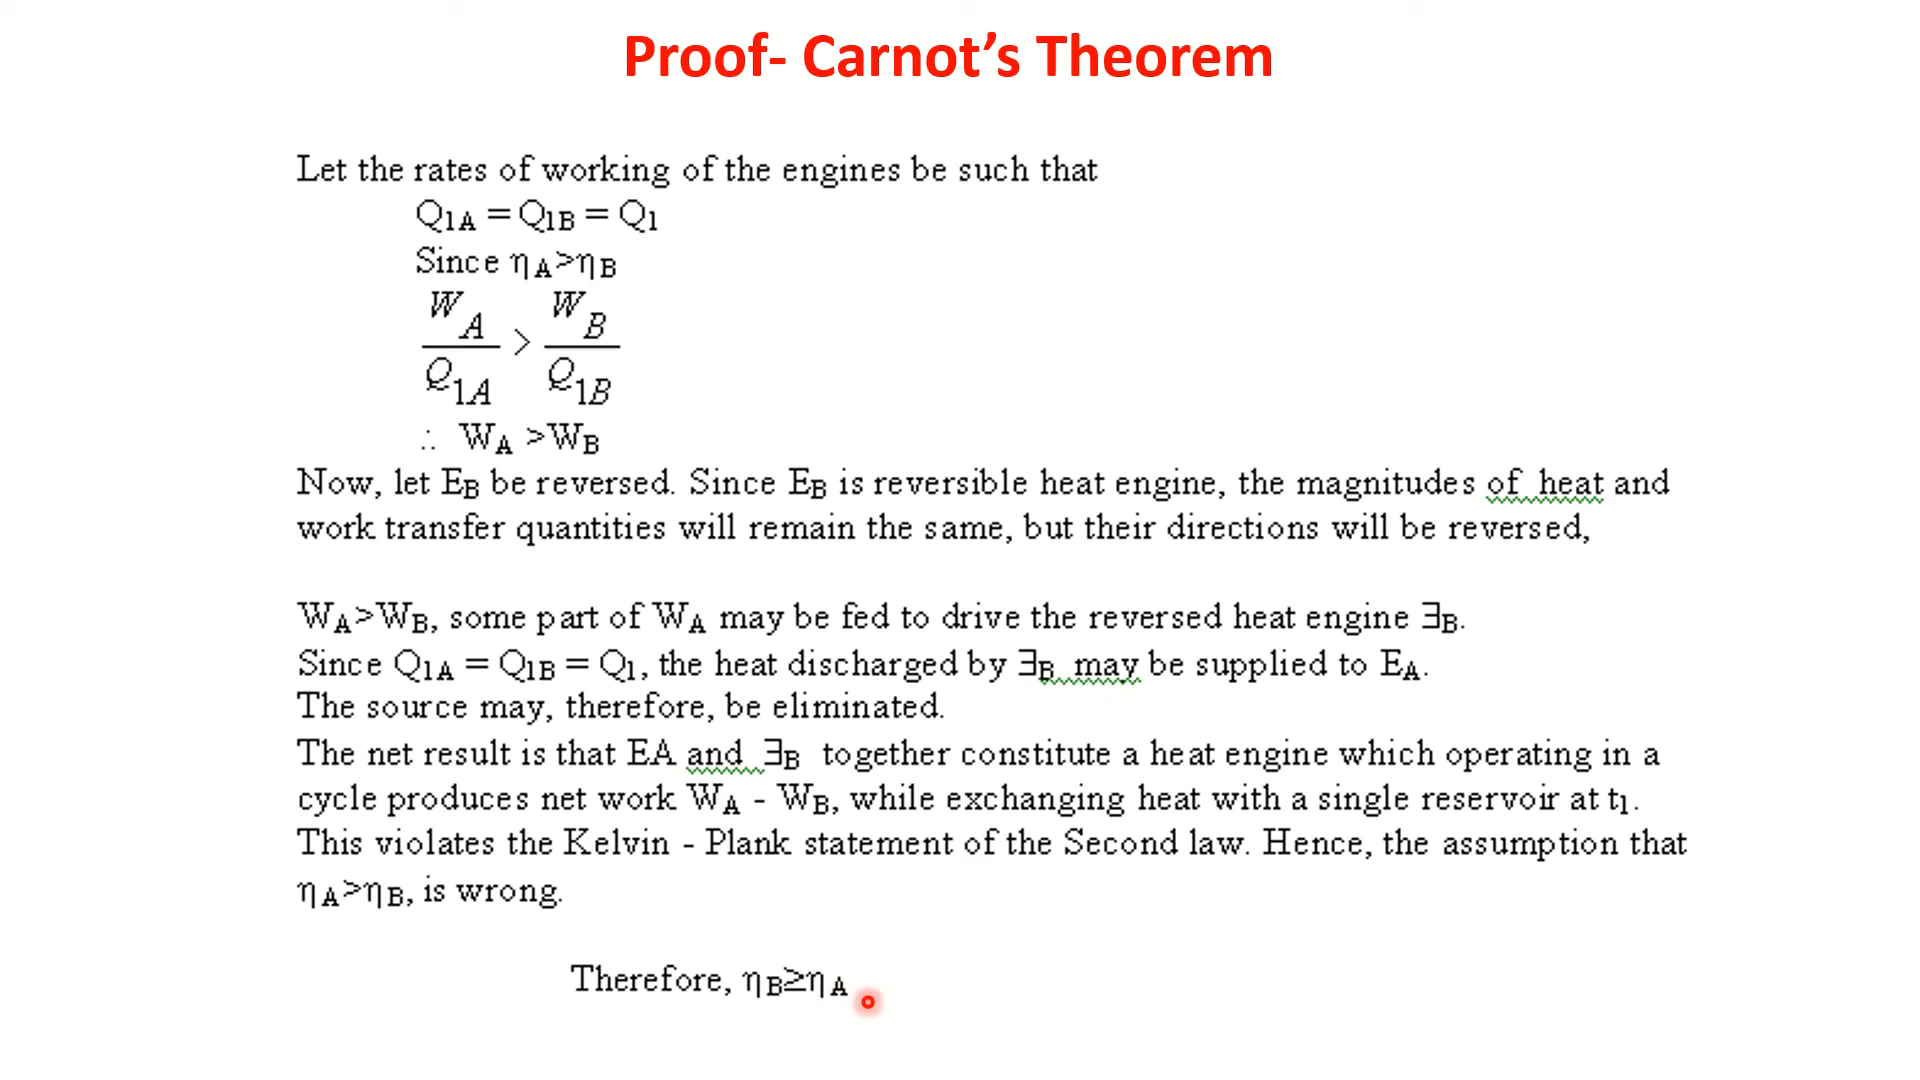 Proof- Carnot’s Theorem
Let the rates of working of the engines be such that
Q1A = Q1B = Q1
Since ηA>ηB
WA/Q1A > WB/Q1B
∴ WA >WB
Now, let EB be reversed. Since EB is reversible heat engine, the magnitudes of heat and
work transfer quantities will remain the same, but their directions will be reversed,
WA>WB, some part of WA may be fed to drive the reversed heat engine ∃B.
Since Q1A = Q1B = Q1, the heat discharged by ∃B may be supplied to EA.
The source may, therefore, be eliminated.
The net result is that EA and ∃B together constitute a heat engine which operating in a
cycle produces net work WA - WB, while exchanging heat with a single reservoir at t1.
This violates the Kelvin - Plank statement of the Second law. Hence, the assumption that
ηA>ηB, is wrong.
Therefore, ηB≥ηA